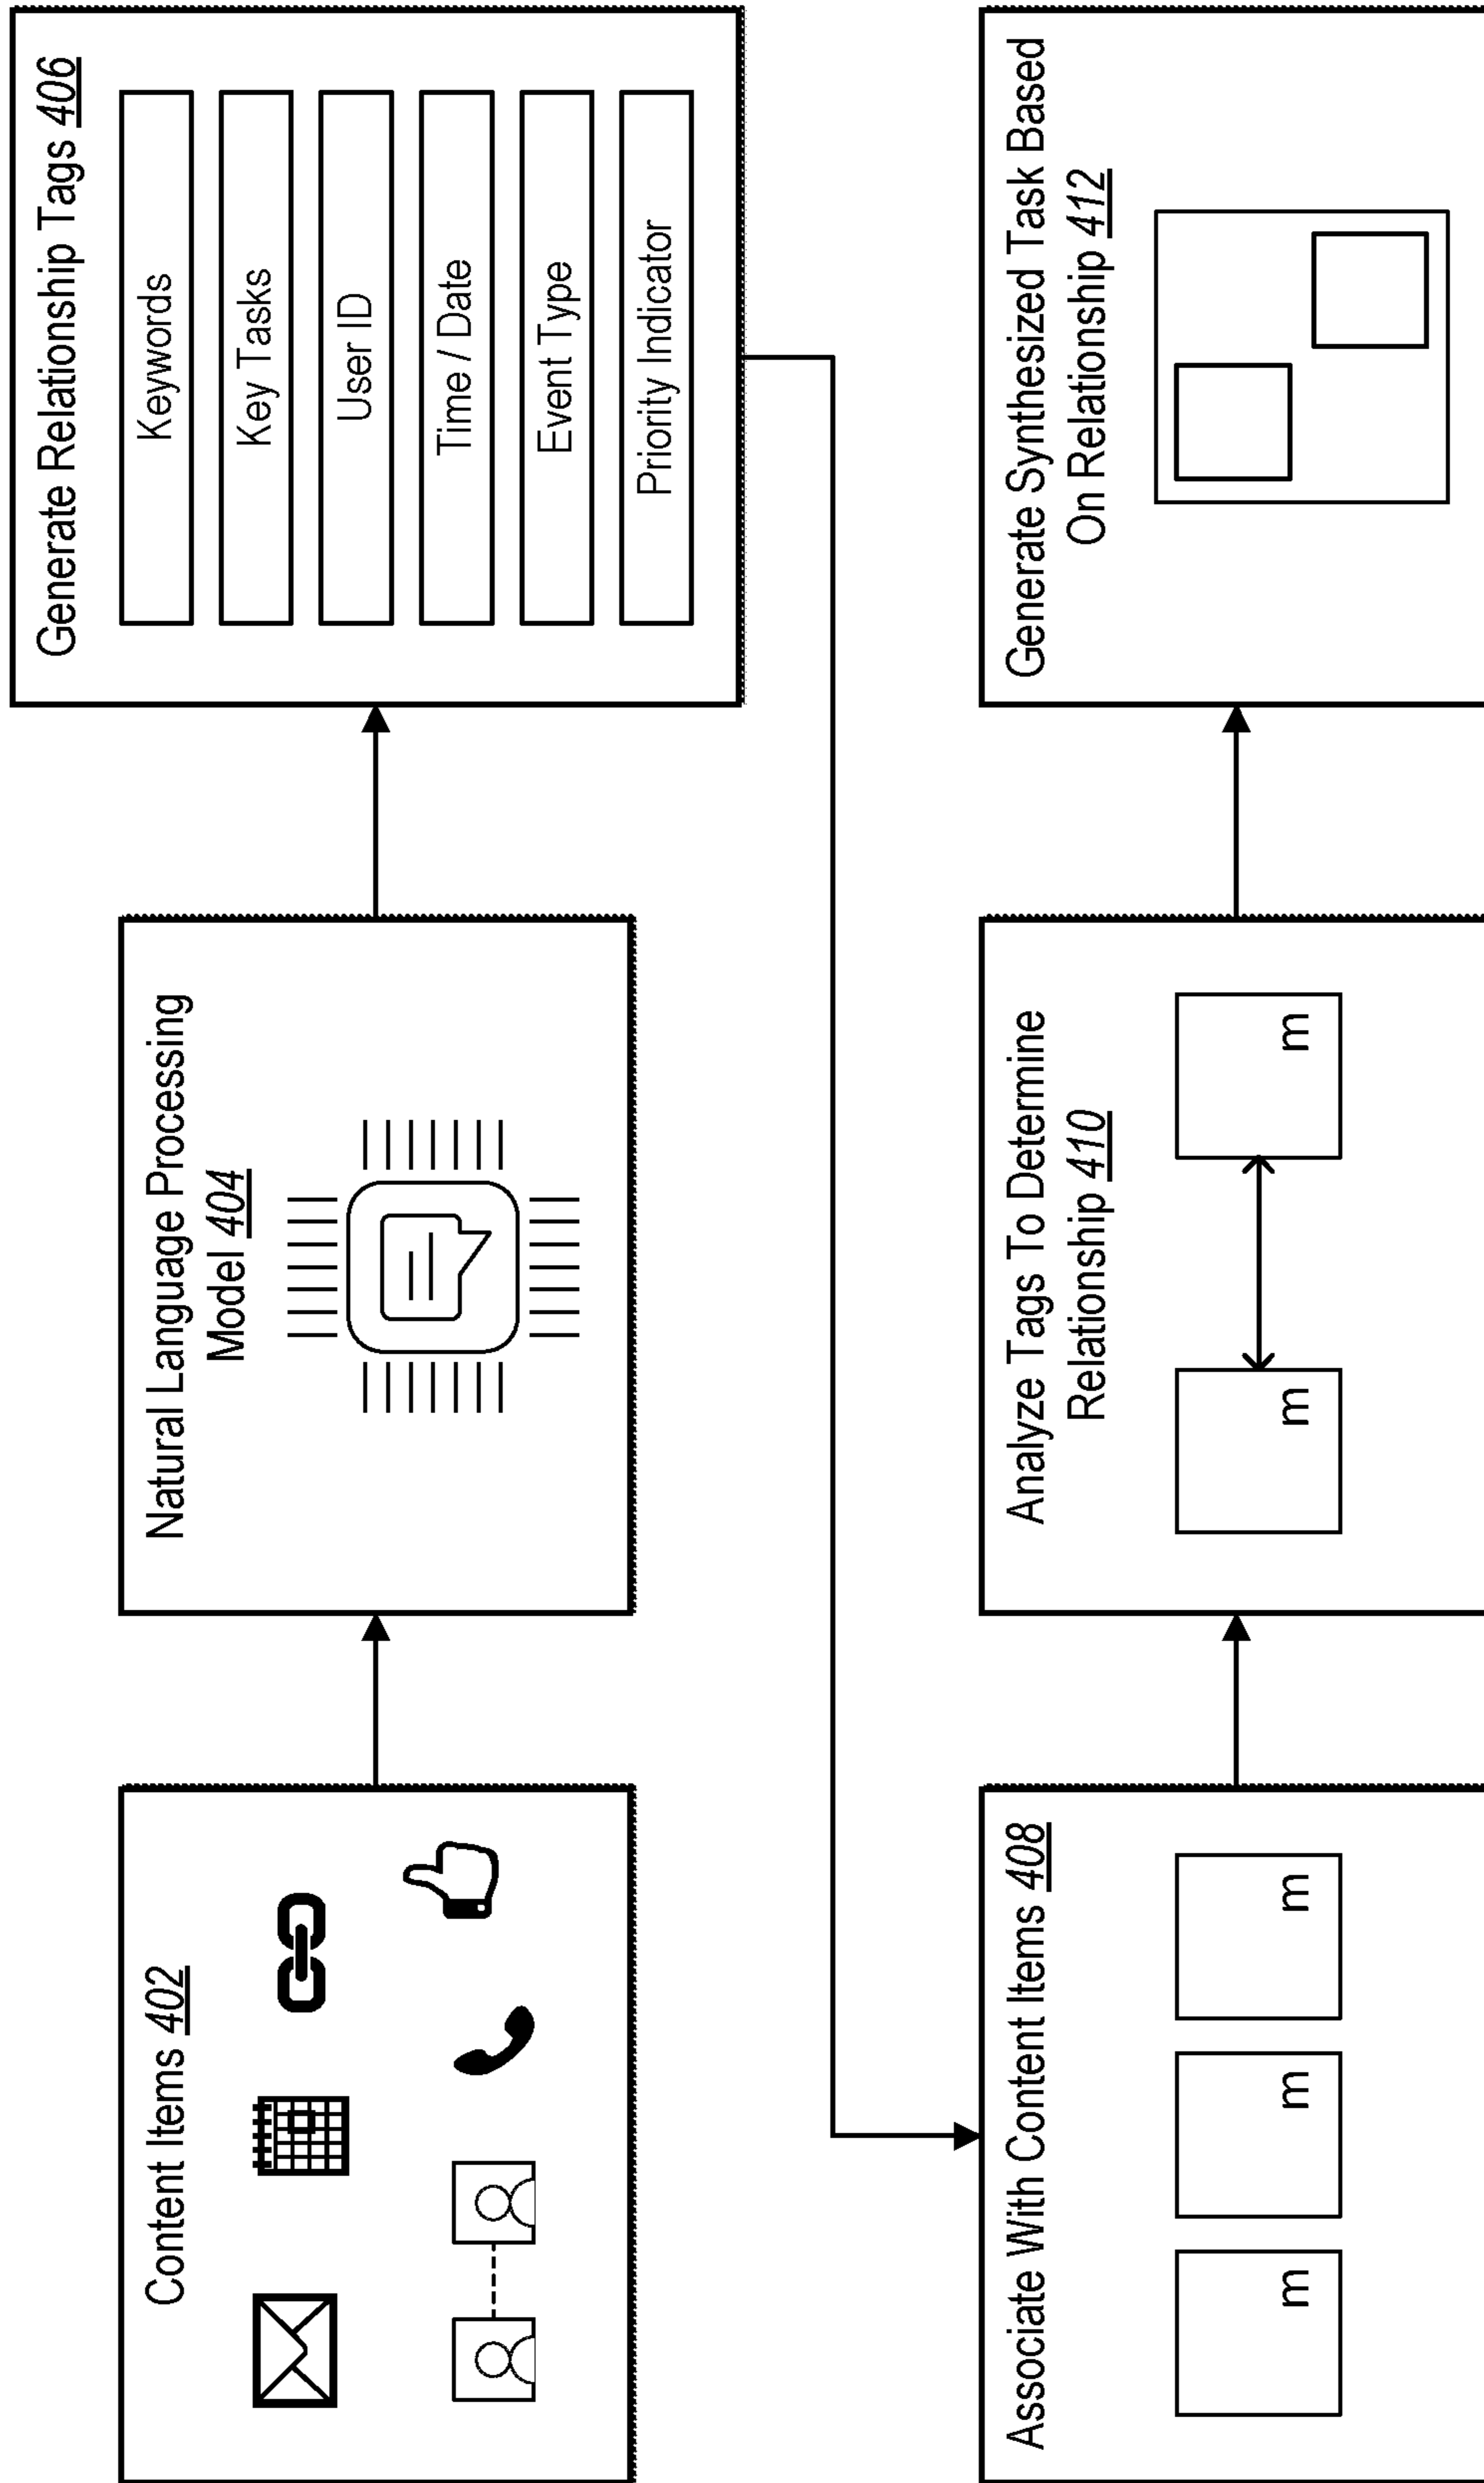 Content Items 402
Natural Language Processing
Model 404
Generate Relationship Tags 406
Keywords
Key Tasks
User ID
Time / Date
Event Type
Priority Indicator
Associate With Content Items 408
m
m
m
Analyze Tags To Determine
Relationship 410
m
m
Generate Synthesized Task Based
On Relationship 412